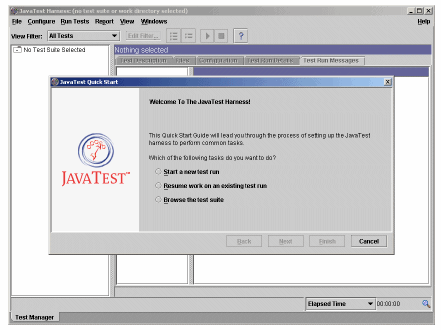 JavaTest Harness: (no test suite or work directory selected)
File Configure Run Tests Report View Windows Help
View Filter: All Tests Edit Filter...
No Test Suite Selected
Nothing selected
Test Description Files Configuration Test Run Details Test Run Messages
JavaTest Quick Start
Welcome To The JavaTest Harness!
This Quick Start Guide will lead you through the process of setting up the JavaTest
harness to perform common tasks.
Which of the following tasks do you want to do?
Start a new test run
Resume work on an existing test run
Browse the test suite
JAVATEST™
Back Next Finish Cancel
Elapsed Time 00:00:00
Test Manager